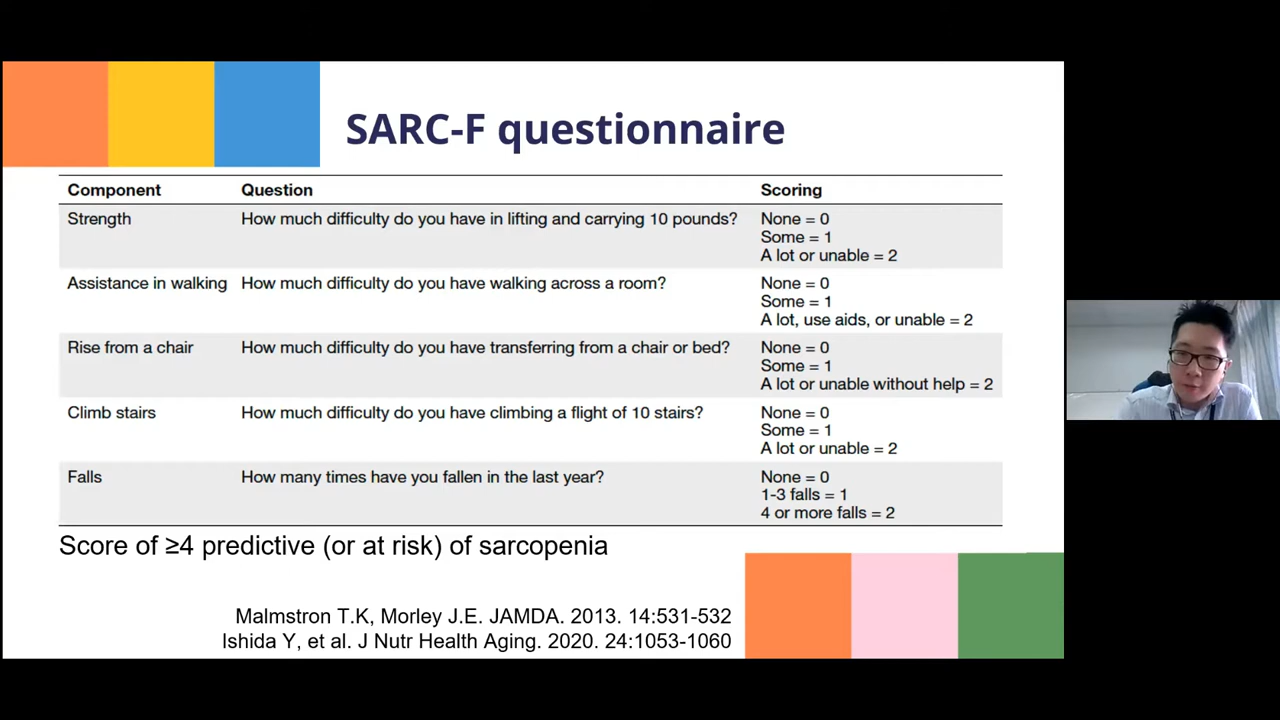 SARC-F questionnaire
Component Question Scoring
Strength How much difficulty do you have in lifting and carrying 10 pounds? None = 0
Some = 1
A lot or unable = 2
Assistance in walking How much difficulty do you have walking across a room? None = 0
Some = 1
A lot, use aids, or unable = 2
Rise from a chair How much difficulty do you have transferring from a chair or bed? None = 0
Some = 1
A lot or unable without help = 2
Climb stairs How much difficulty do you have climbing a flight of 10 stairs? None = 0
Some = 1
A lot or unable = 2
Falls How many times have you fallen in the last year? None = 0
1-3 falls = 1
4 or more falls = 2
Score of ≥4 predictive (or at risk) of sarcopenia
Malmstron T.K, Morley J.E. JAMDA. 2013. 14:531-532
Ishida Y, et al. J Nutr Health Aging. 2020. 24:1053-1060